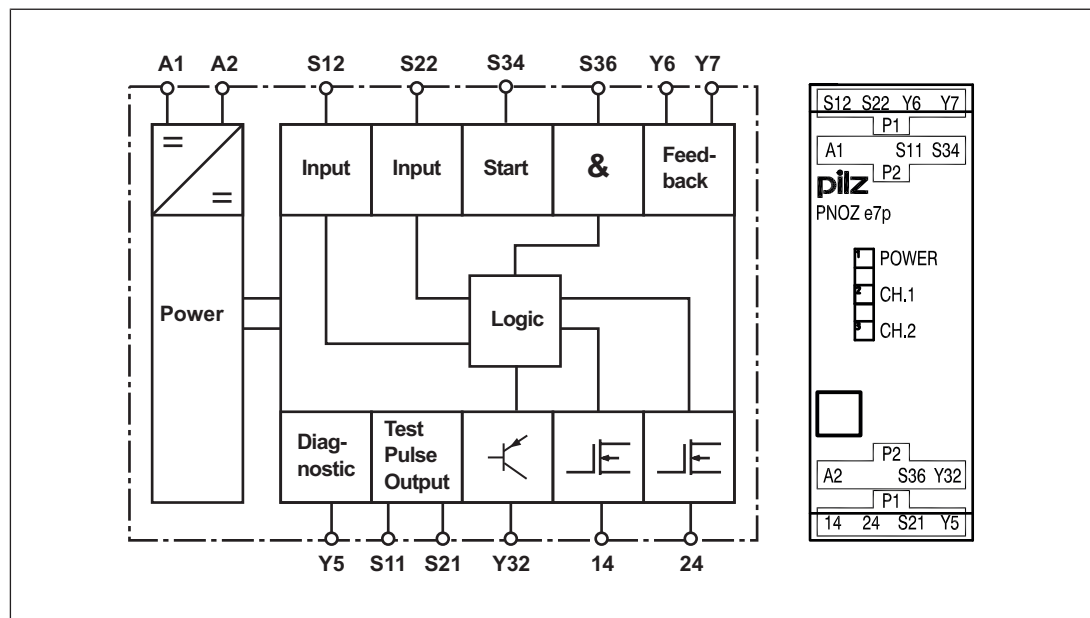 A1 A2 S12 S22 S34 S36 Y6 Y7
=
=
Power
Input
Input
Start
&
Feed-
back
Logic
Diag-
nostic
Test
Pulse
Output
Y5 S11 S21 Y32 14 24
S12 S22 Y6 Y7
P1
A1 S11 S34
P2
pilz
PNOZ e7p
1 POWER
2 CH.1
3 CH.2
P2
A2 S36 Y32
P1
14 24 S21 Y5